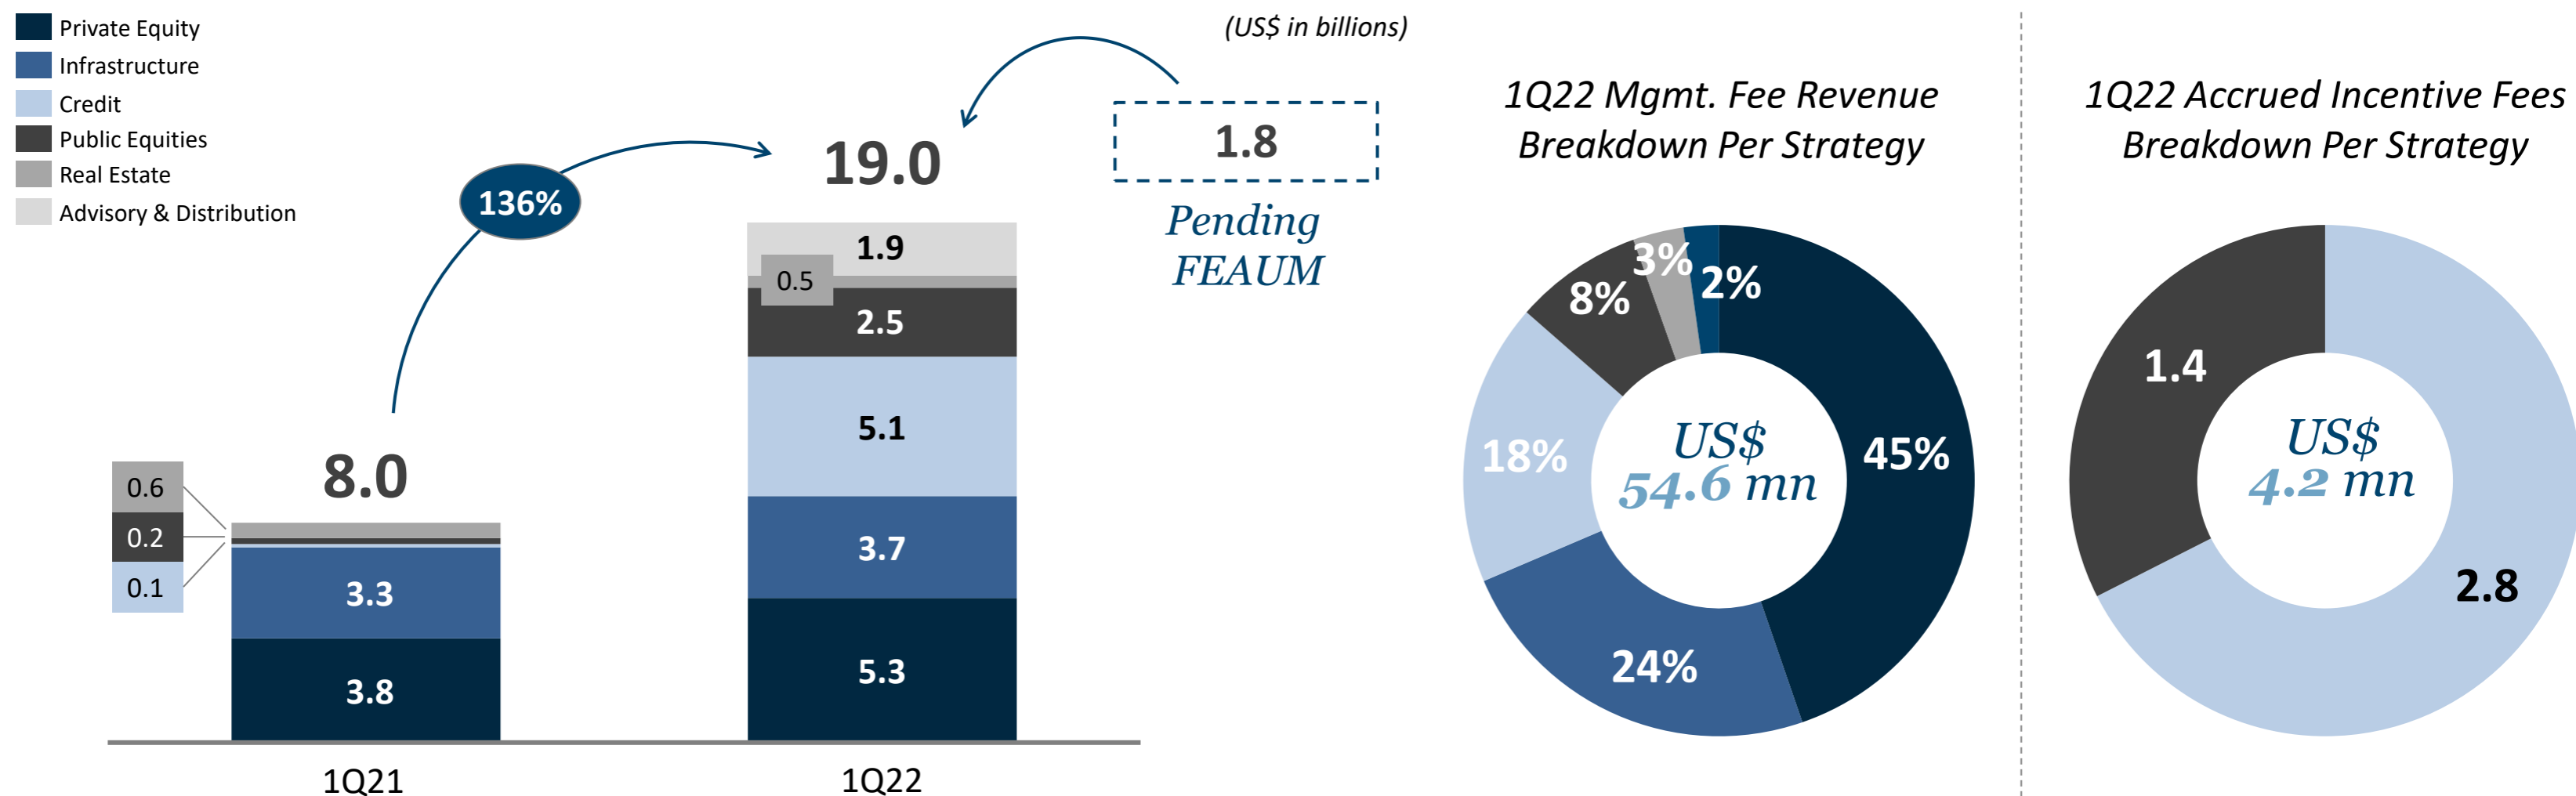 Private Equity
Infrastructure
Credit
Public Equities
Real Estate
Advisory & Distribution
(US$ in billions)
136%
19.0
1.8
Pending
FEAUM
1.9
0.5
2.5
5.1
3.7
5.3
1Q22
8.0
0.6
0.2
0.1
3.3
3.8
1Q21
1Q22 Mgmt. Fee Revenue
Breakdown Per Strategy
3%
2%
8%
18%
45%
24%
US$
54.6 mn
1Q22 Accrued Incentive Fees
Breakdown Per Strategy
1.4
2.8
US$
4.2 mn